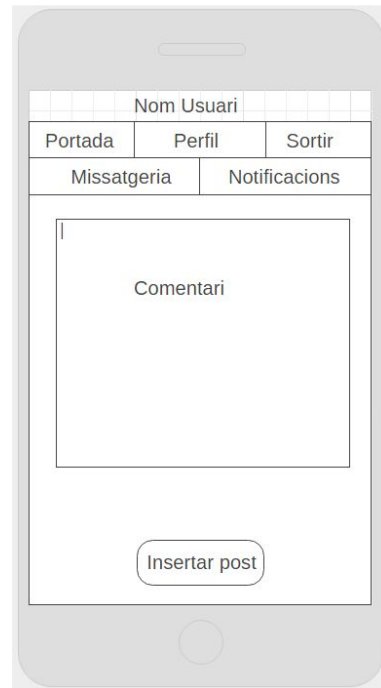 Nom Usuari
Portada Perfil Sortir
Missatgeria Notificacions
Comentari
Insertar post